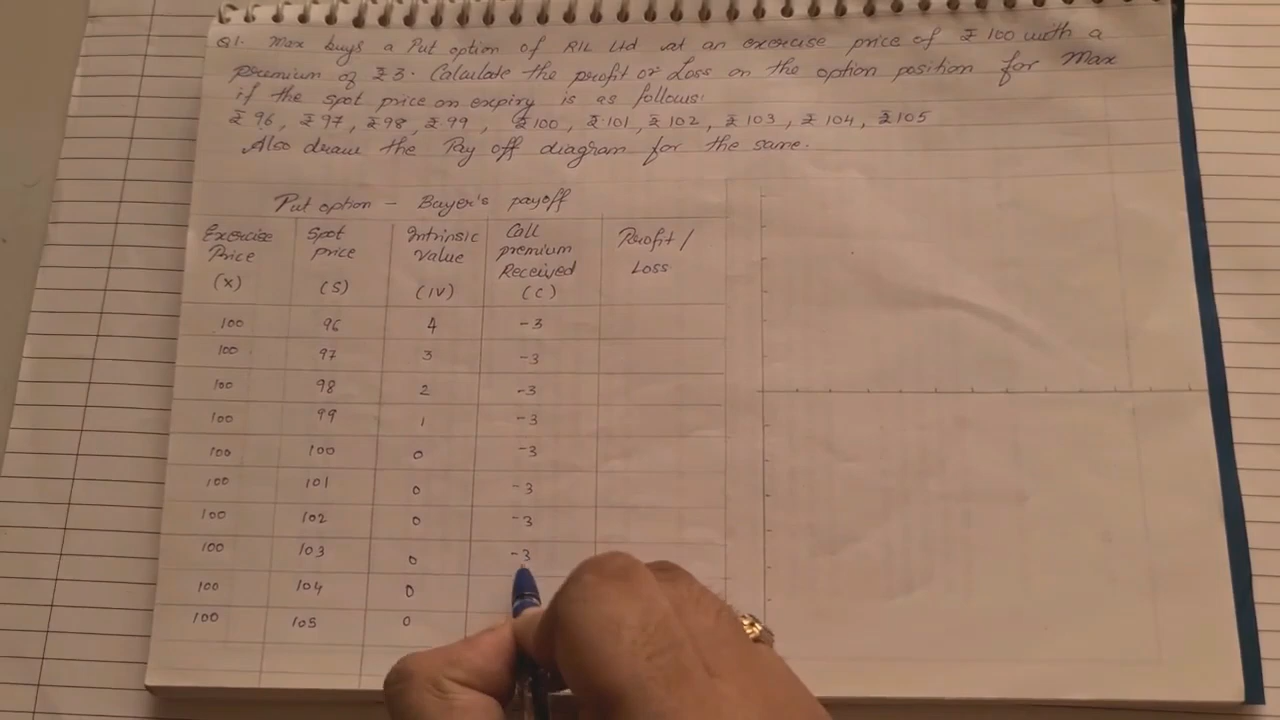 Q1. Max buys a Put option of RIL Ltd at an exercise price of ₹100 with a
premium of ₹3. Calculate the profit or Loss on the option position for Max
if the spot price on expiry is as follows:
₹96, ₹97, ₹98, ₹99, ₹100, ₹101, ₹102, ₹103, ₹104, ₹105
Also draw the Pay off diagram for the same.
Put option - Buyer's payoff
Exercise Price (X) Spot price (S) Intrinsic Value (IV) Call premium Received (C) Profit / Loss
100 96 4 -3
100 97 3 -3
100 98 2 -3
100 99 1 -3
100 100 0 -3
100 101 0 -3
100 102 0 -3
100 103 0 -3
100 104 0
100 105 0